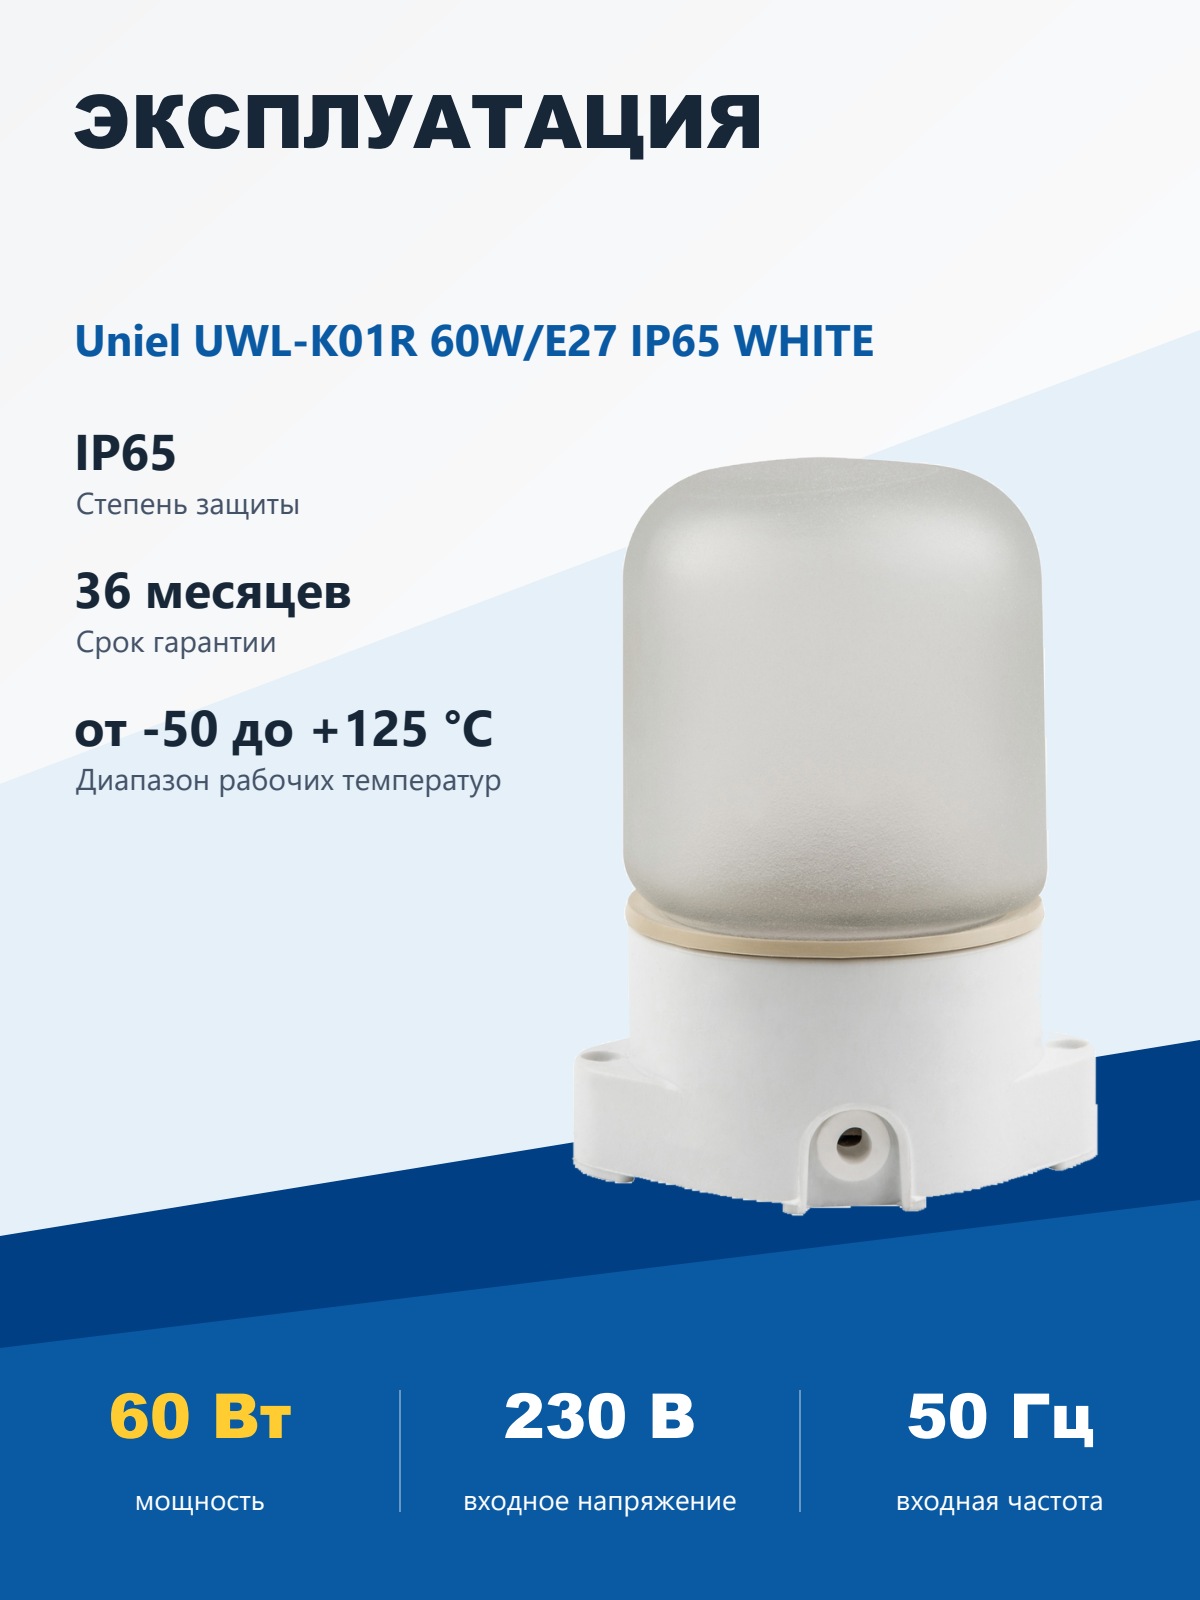 ЭКСПЛУАТАЦИЯ
Uniel UWL-K01R 60W/E27 IP65 WHITE
IP65
Степень защиты
36 месяцев
Срок гарантии
от -50 до +125 °C
Диапазон рабочих температур
60 Вт
мощность
230 В
входное напряжение
50 Гц
входная частота